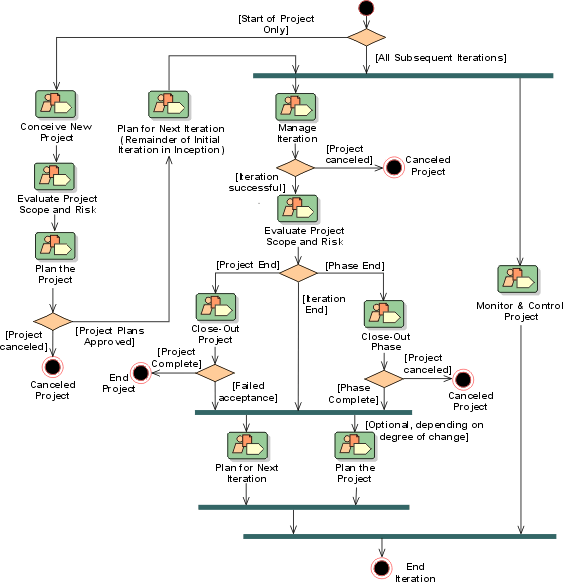 [Start of Project
Only]
[All Subsequent Iterations]
Conceive New
Project
Plan for Next Iteration
(Remainder of Initial
Iteration in Inception)
Manage
Iteration
[Project
canceled]
Canceled
Project
[Iteration
successful]
Evaluate Project
Scope and Risk
Evaluate Project
Scope and Risk
Plan the
Project
[Project End]
[Phase End]
[Iteration
End]
Monitor & Control
Project
[Project
canceled]
[Project Plans
Approved]
Canceled
Project
Close-Out
Project
Close-Out
Phase
[Project
Complete]
End
Project
[Failed
acceptance]
[Project
canceled]
[Phase
Complete]
Canceled
Project
[Optional, depending on
degree of change]
Plan for Next
Iteration
Plan the
Project
End
Iteration